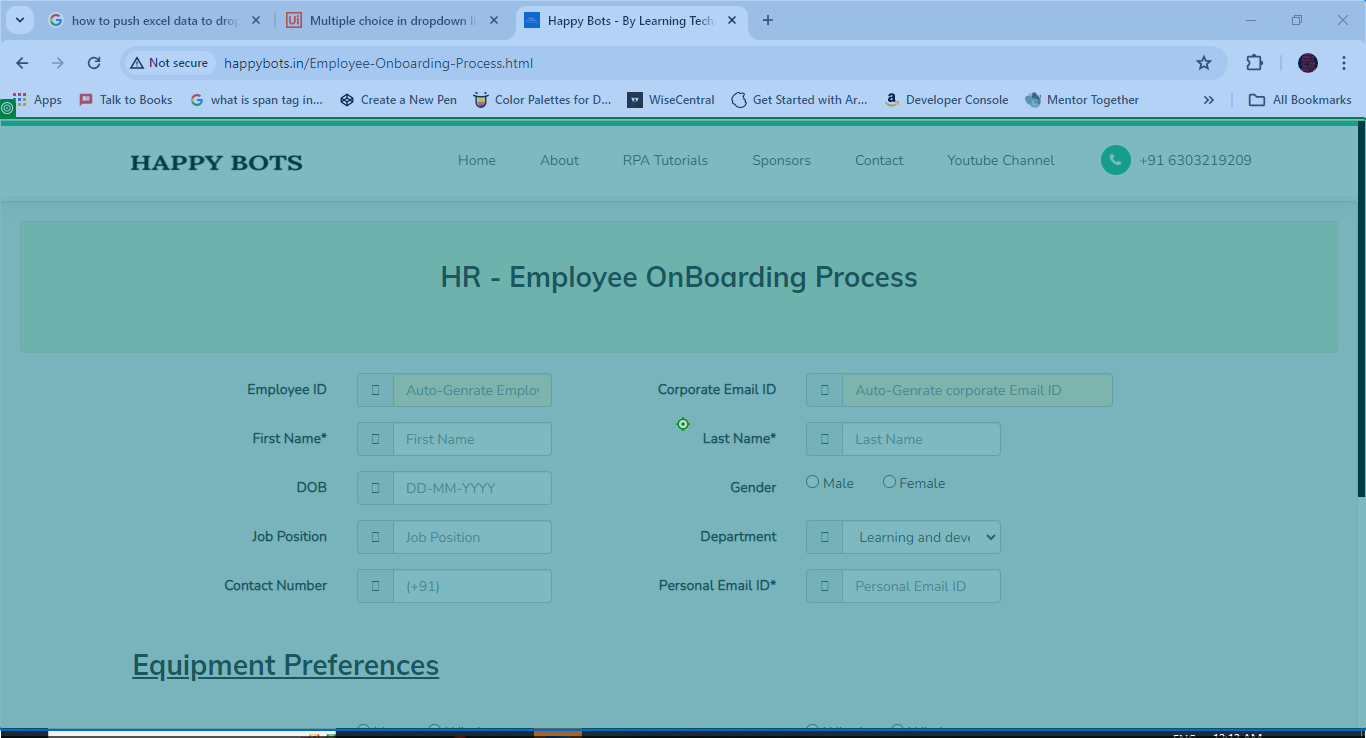 how to push excel data to drop
Ui Multiple choice in dropdown li
Happy Bots - By Learning Tech
Not secure happybots.in/Employee-Onboarding-Process.html
Apps Talk to Books what is span tag in... Create a New Pen Color Palettes for D... WiseCentral Get Started with Ar... Developer Console Mentor Together » All Bookmarks
HAPPY BOTS Home About RPA Tutorials Sponsors Contact Youtube Channel +91 6303219209
HR - Employee OnBoarding Process
Employee ID Auto-Genrate Employ Corporate Email ID Auto-Genrate corporate Email ID
First Name* First Name Last Name* Last Name
DOB DD-MM-YYYY Gender Male Female
Job Position Job Position Department Learning and deve
Contact Number (+91) Personal Email ID* Personal Email ID
Equipment Preferences